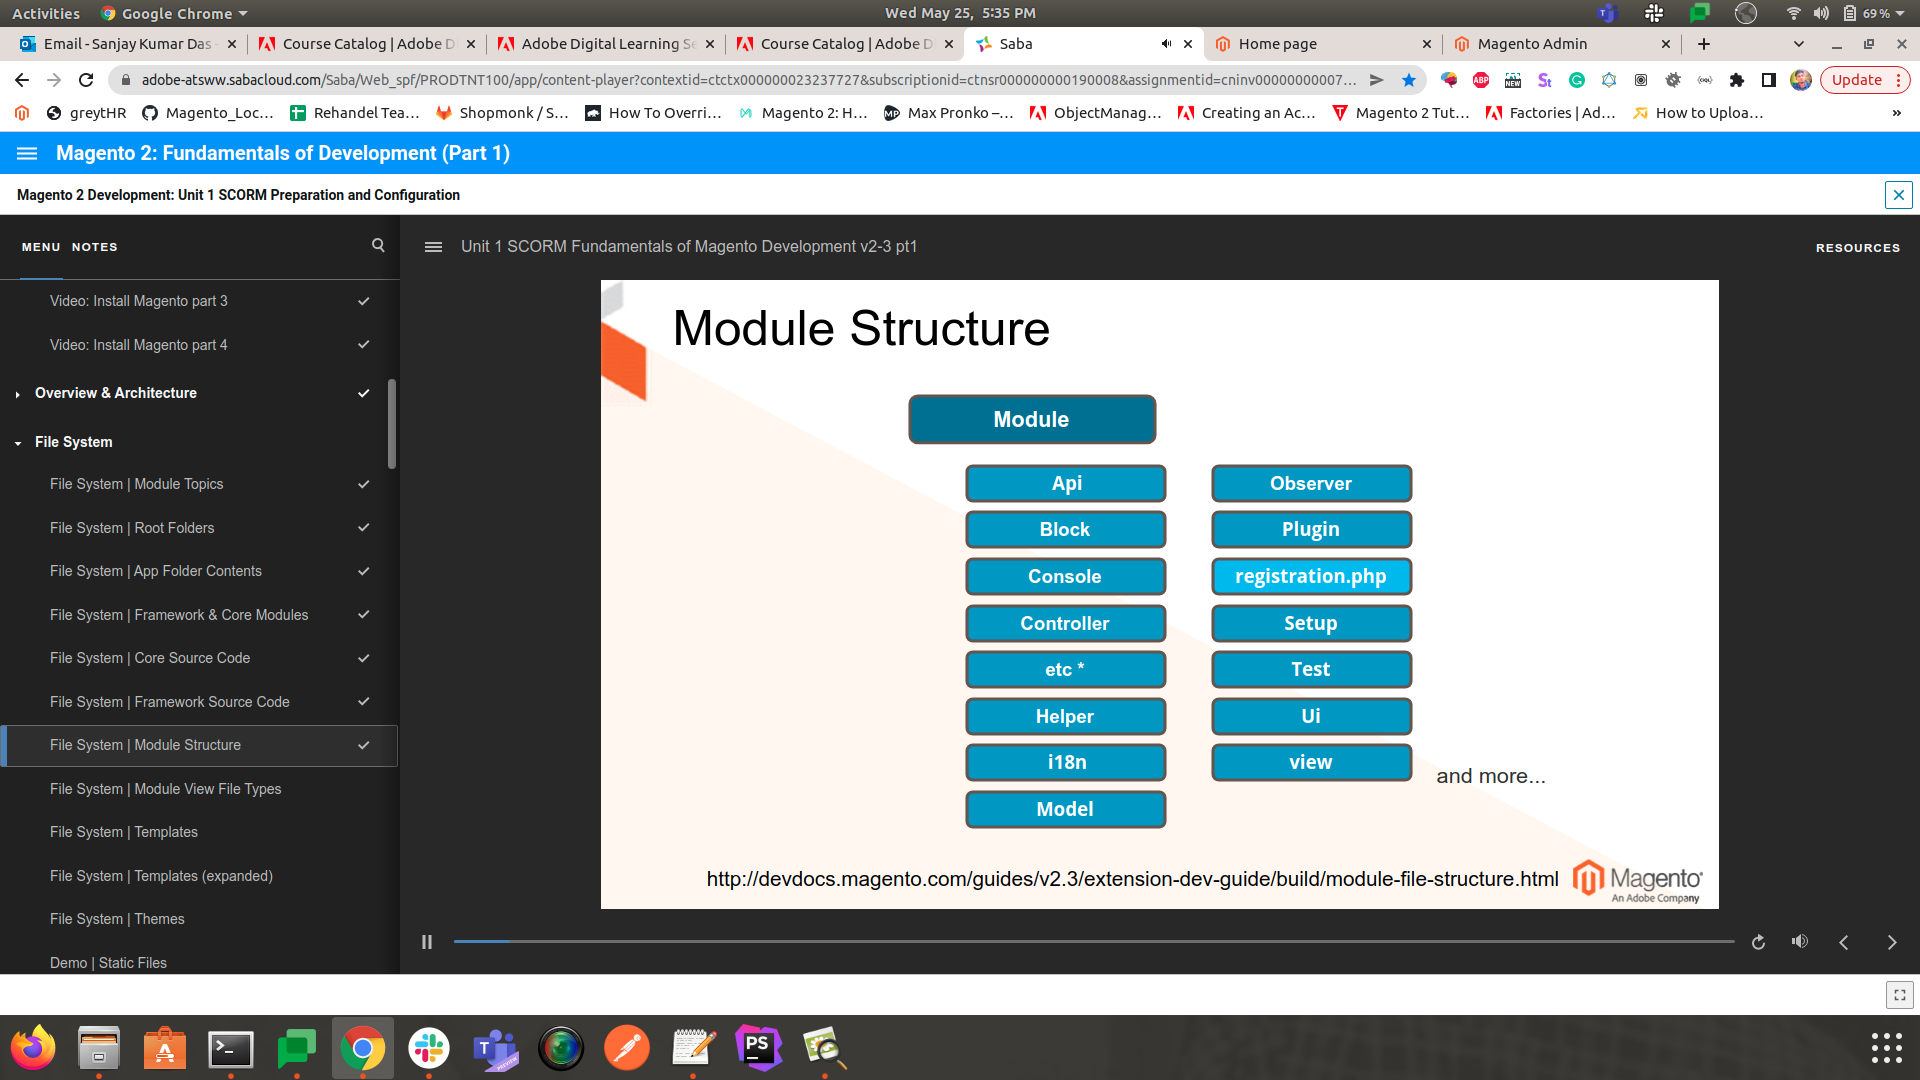 Activities
Google Chrome
Wed May 25, 5:35 PM
69 %
Email - Sanjay Kumar Das
Course Catalog | Adobe D
Adobe Digital Learning Se
Course Catalog | Adobe D
Saba
Home page
Magento Admin
adobe-atsww.sabacloud.com/Saba/Web_spf/PRODTNT100/app/content-player?contextid=ctctx000000023237727&subscriptionid=ctnsr000000000190008&assignmentid=cninv00000000007...
ABP
NEW
Update
greytHR
Magento_Loc...
Rehandel Tea...
Shopmonk / S...
How To Overri...
Magento 2: H...
Max Pronko –...
ObjectManag...
Creating an Ac...
Magento 2 Tut...
Factories | Ad...
How to Uploa...
»
Magento 2: Fundamentals of Development (Part 1)
Magento 2 Development: Unit 1 SCORM Preparation and Configuration
MENU NOTES
Unit 1 SCORM Fundamentals of Magento Development v2-3 pt1
RESOURCES
Video: Install Magento part 3
Video: Install Magento part 4
Overview & Architecture
File System
File System | Module Topics
File System | Root Folders
File System | App Folder Contents
File System | Framework & Core Modules
File System | Core Source Code
File System | Framework Source Code
File System | Module Structure
File System | Module View File Types
File System | Templates
File System | Templates (expanded)
File System | Themes
Demo | Static Files
Module Structure
Module
Api
Block
Console
Controller
etc *
Helper
i18n
Model
Observer
Plugin
registration.php
Setup
Test
Ui
view
and more...
http://devdocs.magento.com/guides/v2.3/extension-dev-guide/build/module-file-structure.html
Magento
An Adobe Company
PS